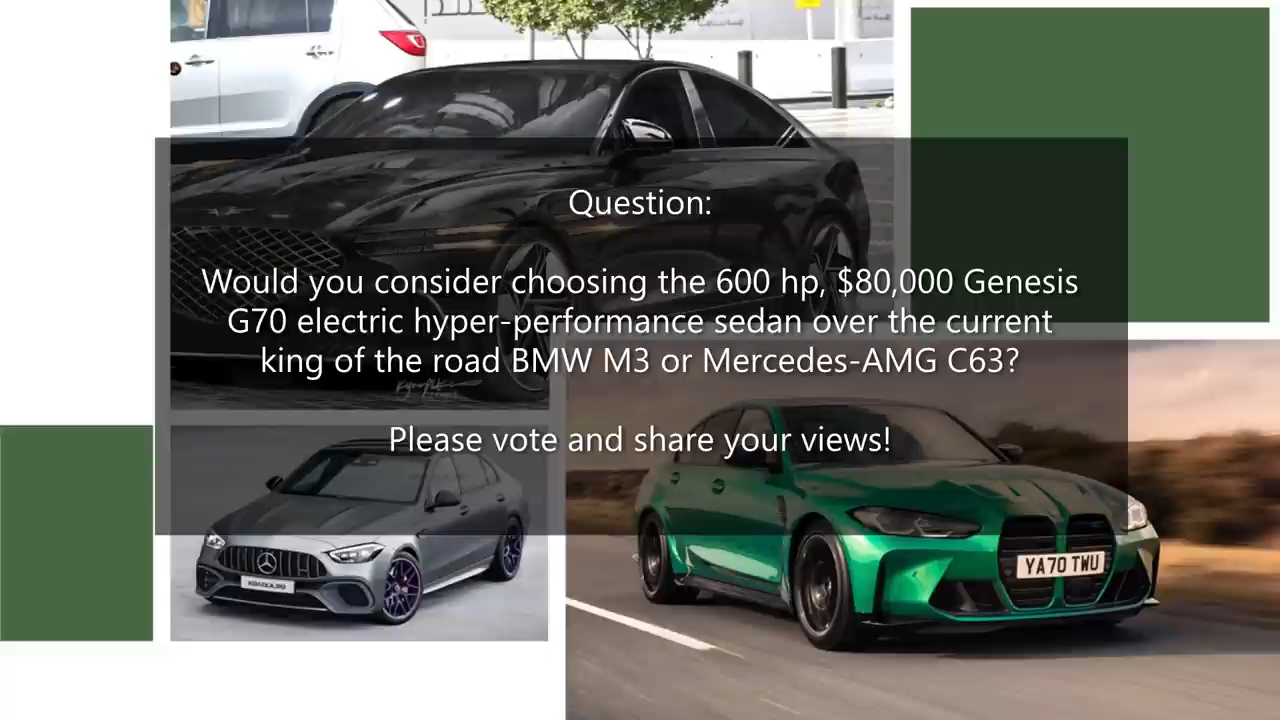 Question:
Would you consider choosing the 600 hp, $80,000 Genesis
G70 electric hyper-performance sedan over the current
king of the road BMW M3 or Mercedes-AMG C63?
Please vote and share your views!
YA70 TWU